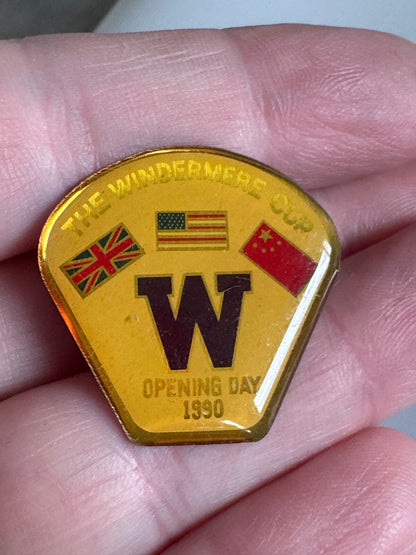 THE WINDERMERE CUP
W
OPENING DAY
1990